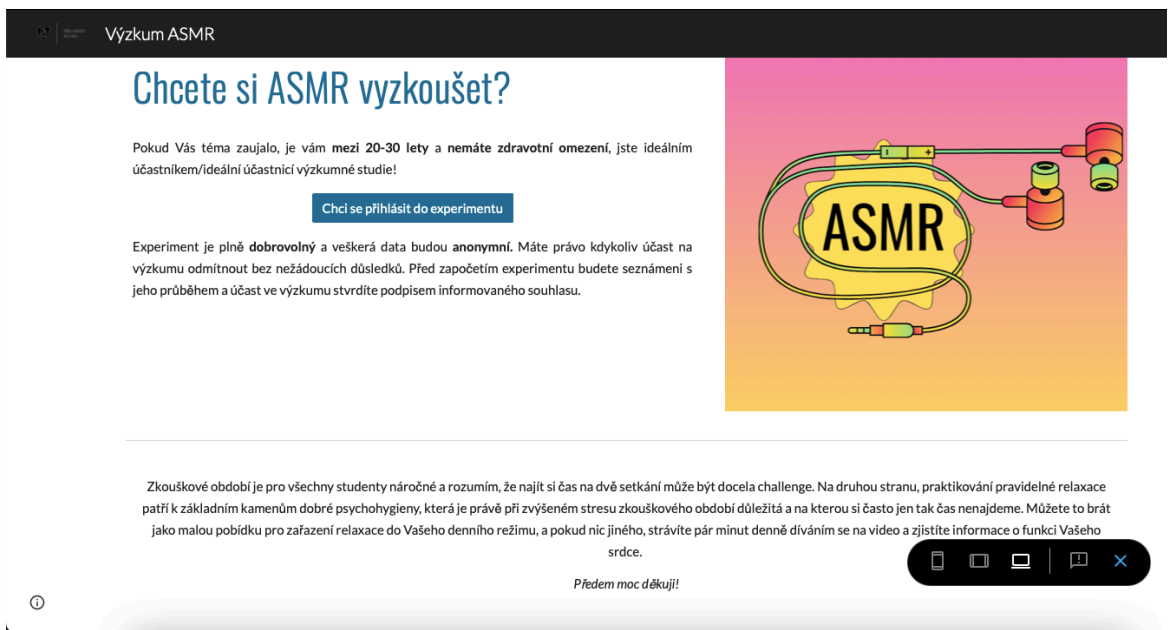 Výzkum ASMR
Chcete si ASMR vyzkoušet?
Pokud Vás téma zaujalo, je vám mezi 20-30 lety a nemáte zdravotní omezení, jste ideálním
účastníkem/ideální účastnicí výzkumné studie!
Chci se přihlásit do experimentu
Experiment je plně dobrovolný a veškerá data budou anonymní. Máte právo kdykoliv účast na
výzkumu odmítnout bez nežádoucích důsledků. Před započetím experimentu budete seznámeni s
jeho průběhem a účast ve výzkumu stvrdíte podpisem informovaného souhlasu.
ASMR
Zkouškové období je pro všechny studenty náročné a rozumím, že najít si čas na dvě setkání může být docela challenge. Na druhou stranu, praktikování pravidelné relaxace
patří k základním kamenům dobré psychohygieny, která je právě při zvýšeném stresu zkouškového období důležitá a na kterou si často jen tak čas nenajdeme. Můžete to brát
jako malou pobídku pro zařazení relaxace do Vašeho denního režimu, a pokud nic jiného, strávíte pár minut denně díváním se na video a zjistíte informace o funkci Vašeho
srdce.
Předem moc děkuji!